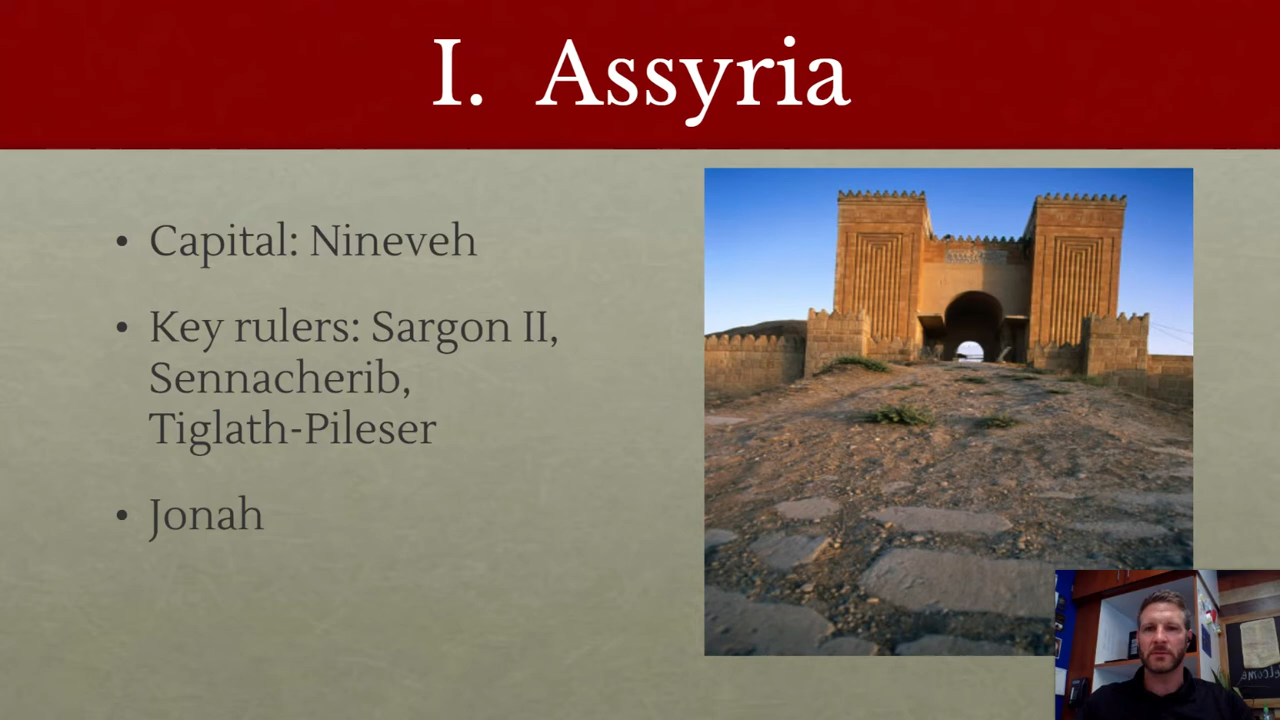 I. Assyria
• Capital: Nineveh
• Key rulers: Sargon II,
Sennacherib,
Tiglath-Pileser
• Jonah